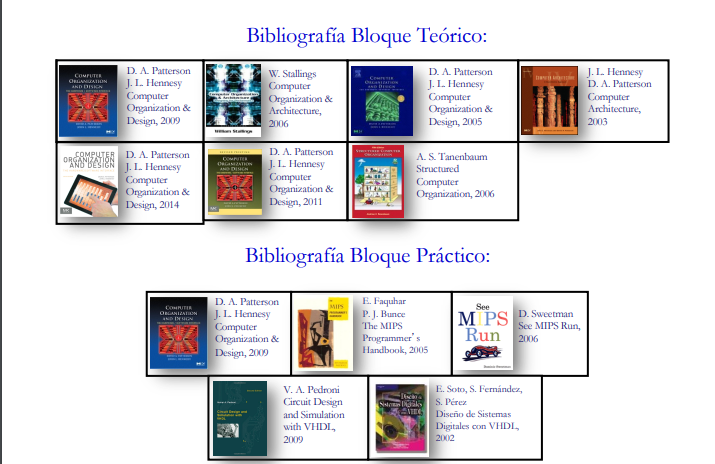 Bibliografía Bloque Teórico:
D. A. Patterson
J. L. Hennesy
Computer
Organization &
Design, 2009
W. Stallings
Computer
Organization &
Architecture,
2006
D. A. Patterson
J. L. Hennesy
Computer
Organization &
Design, 2005
J. L. Hennesy
D. A. Patterson
Computer
Architecture,
2003
COMPUTER
ORGANIZATION
AND DESIGN
COMPUTER
ORGANIZATION
AND DESIGN
Computer Organization
& Architecture
William Stallings
COMPUTER
ORGANIZATION
AND DESIGN
COMPUTER ARCHITECTURE
D. A. Patterson
J. L. Hennesy
Computer
Organization &
Design, 2014
D. A. Patterson
J. L. Hennesy
Computer
Organization &
Design, 2011
A. S. Tanenbaum
Structured
Computer
Organization, 2006
COMPUTER
ORGANIZATION
AND DESIGN
STRUCTURED COMPUTER
ORGANIZATION
Bibliografía Bloque Práctico:
D. A. Patterson
J. L. Hennesy
Computer
Organization &
Design, 2009
E. Faquhar
P. J. Bunce
The MIPS
Programmer's
Handbook, 2005
D. Sweetman
See MIPS Run,
2006
COMPUTER
ORGANIZATION
AND DESIGN
MIPS
See
MIPS
Run
V. A. Pedroni
Circuit Design
and Simulation
with VHDL,
2009
E. Soto, S. Fernández,
S. Pérez
Diseño de Sistemas
Digitales con VHDL,
2002
Circuit Design and
Simulation with
VHDL
Diseño de
Sistemas Digitales
con VHDL